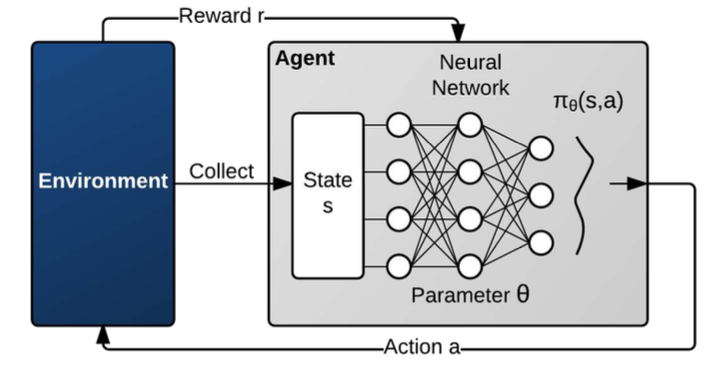 Reward r
Agent
Neural
Network
πθ(s,a)
Environment
Collect
State
s
Parameter θ
Action a